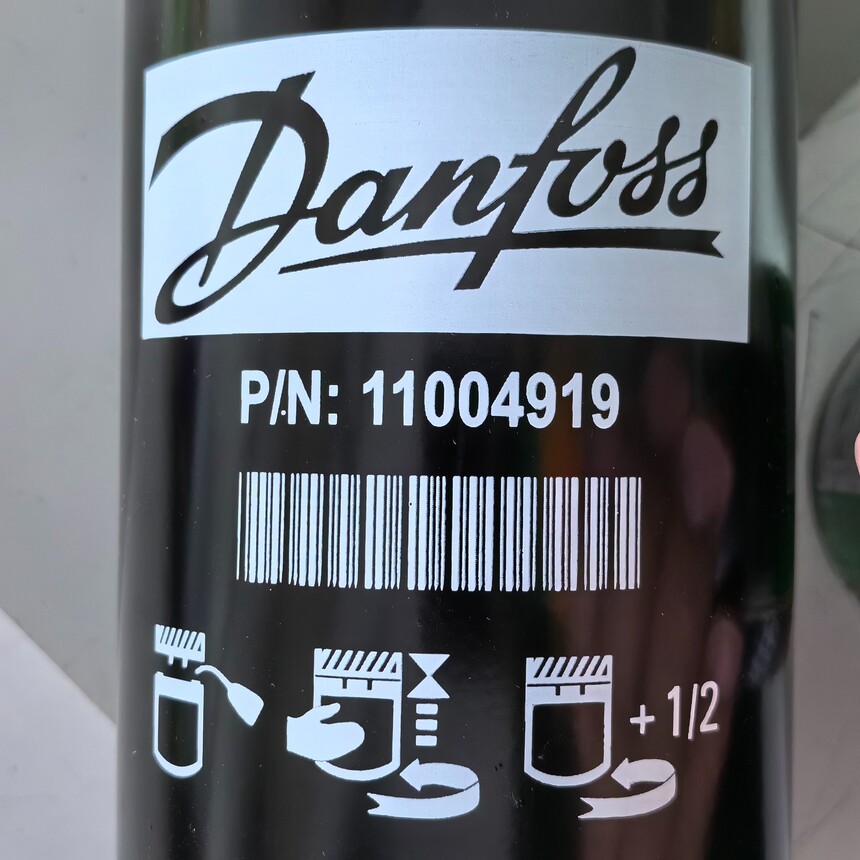 Danfoss
P/N: 11004919
+ 1/2